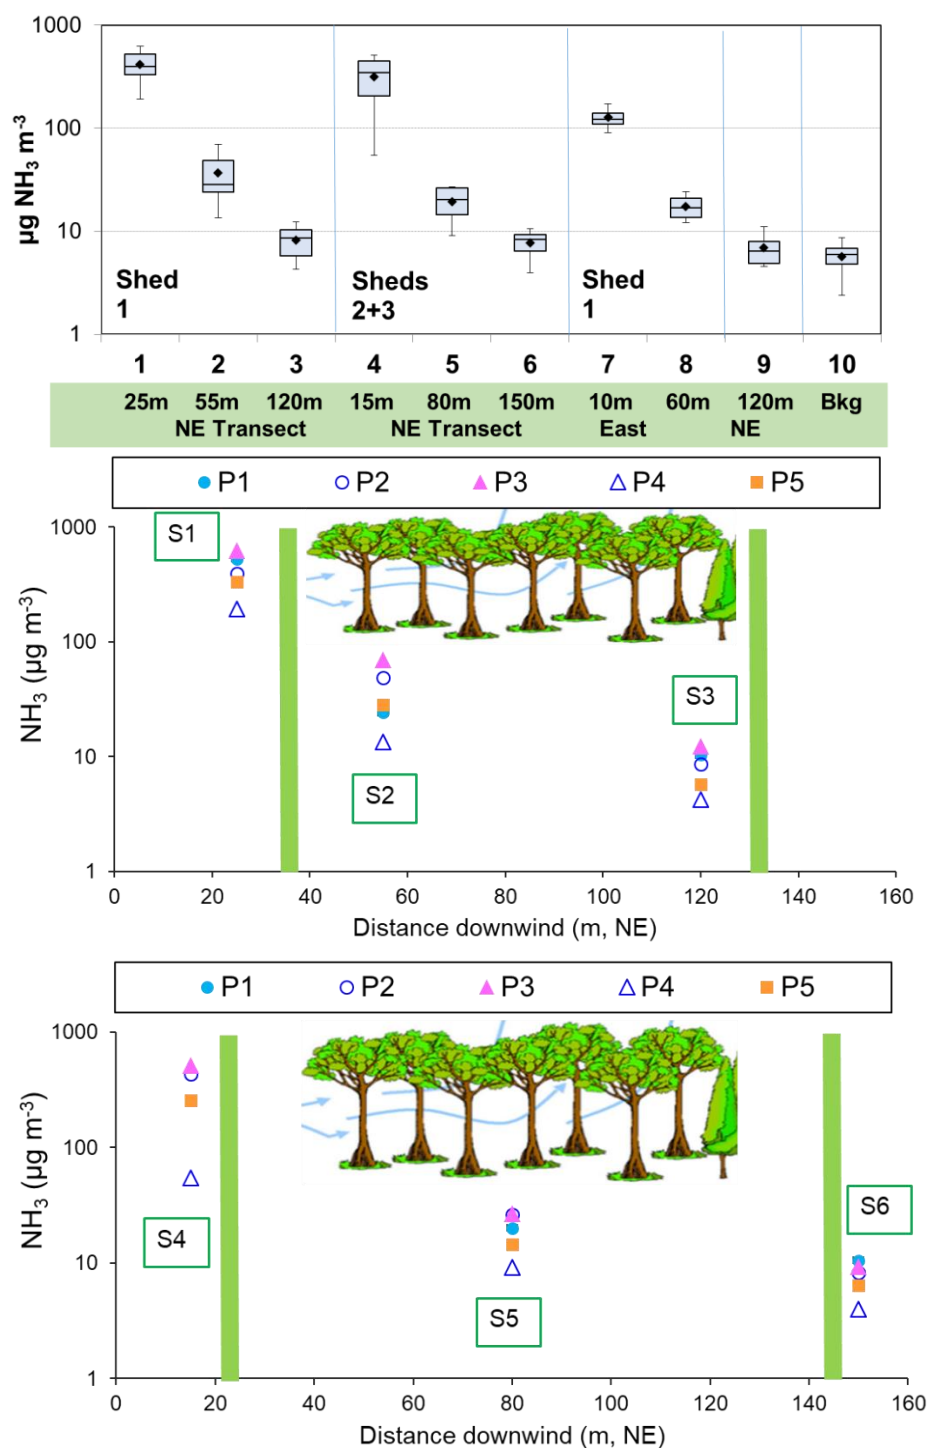 1000
100
10
1
µg NH₃ m⁻³
Shed
1
Sheds
2+3
Shed
1
1 2 3 4 5 6 7 8 9 10
25m 55m 120m 15m 80m 150m 10m 60m 120m Bkg
NE Transect NE Transect East NE
P1 P2 P3 P4 P5
1000
100
10
1
NH₃ (µg m⁻³)
S1
S2
S3
0 20 40 60 80 100 120 140 160
Distance downwind (m, NE)
P1 P2 P3 P4 P5
1000
100
10
1
NH₃ (µg m⁻³)
S4
S5
S6
0 20 40 60 80 100 120 140 160
Distance downwind (m, NE)